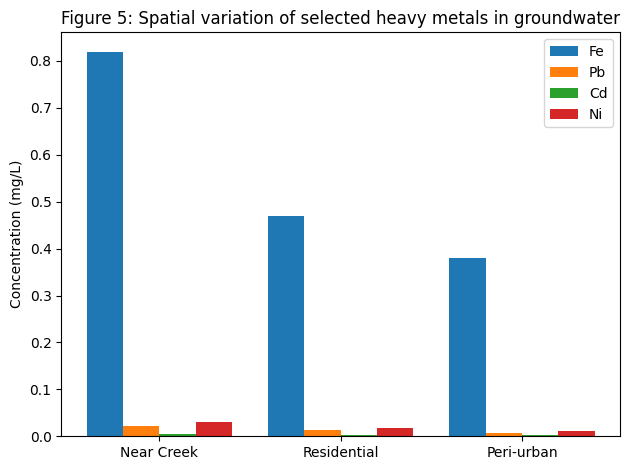 Figure 5: Spatial variation of selected heavy metals in groundwater
Fe
Pb
Cd
Ni
Concentration (mg/L)
0.8
0.7
0.6
0.5
0.4
0.3
0.2
0.1
0.0
Near Creek
Residential
Peri-urban